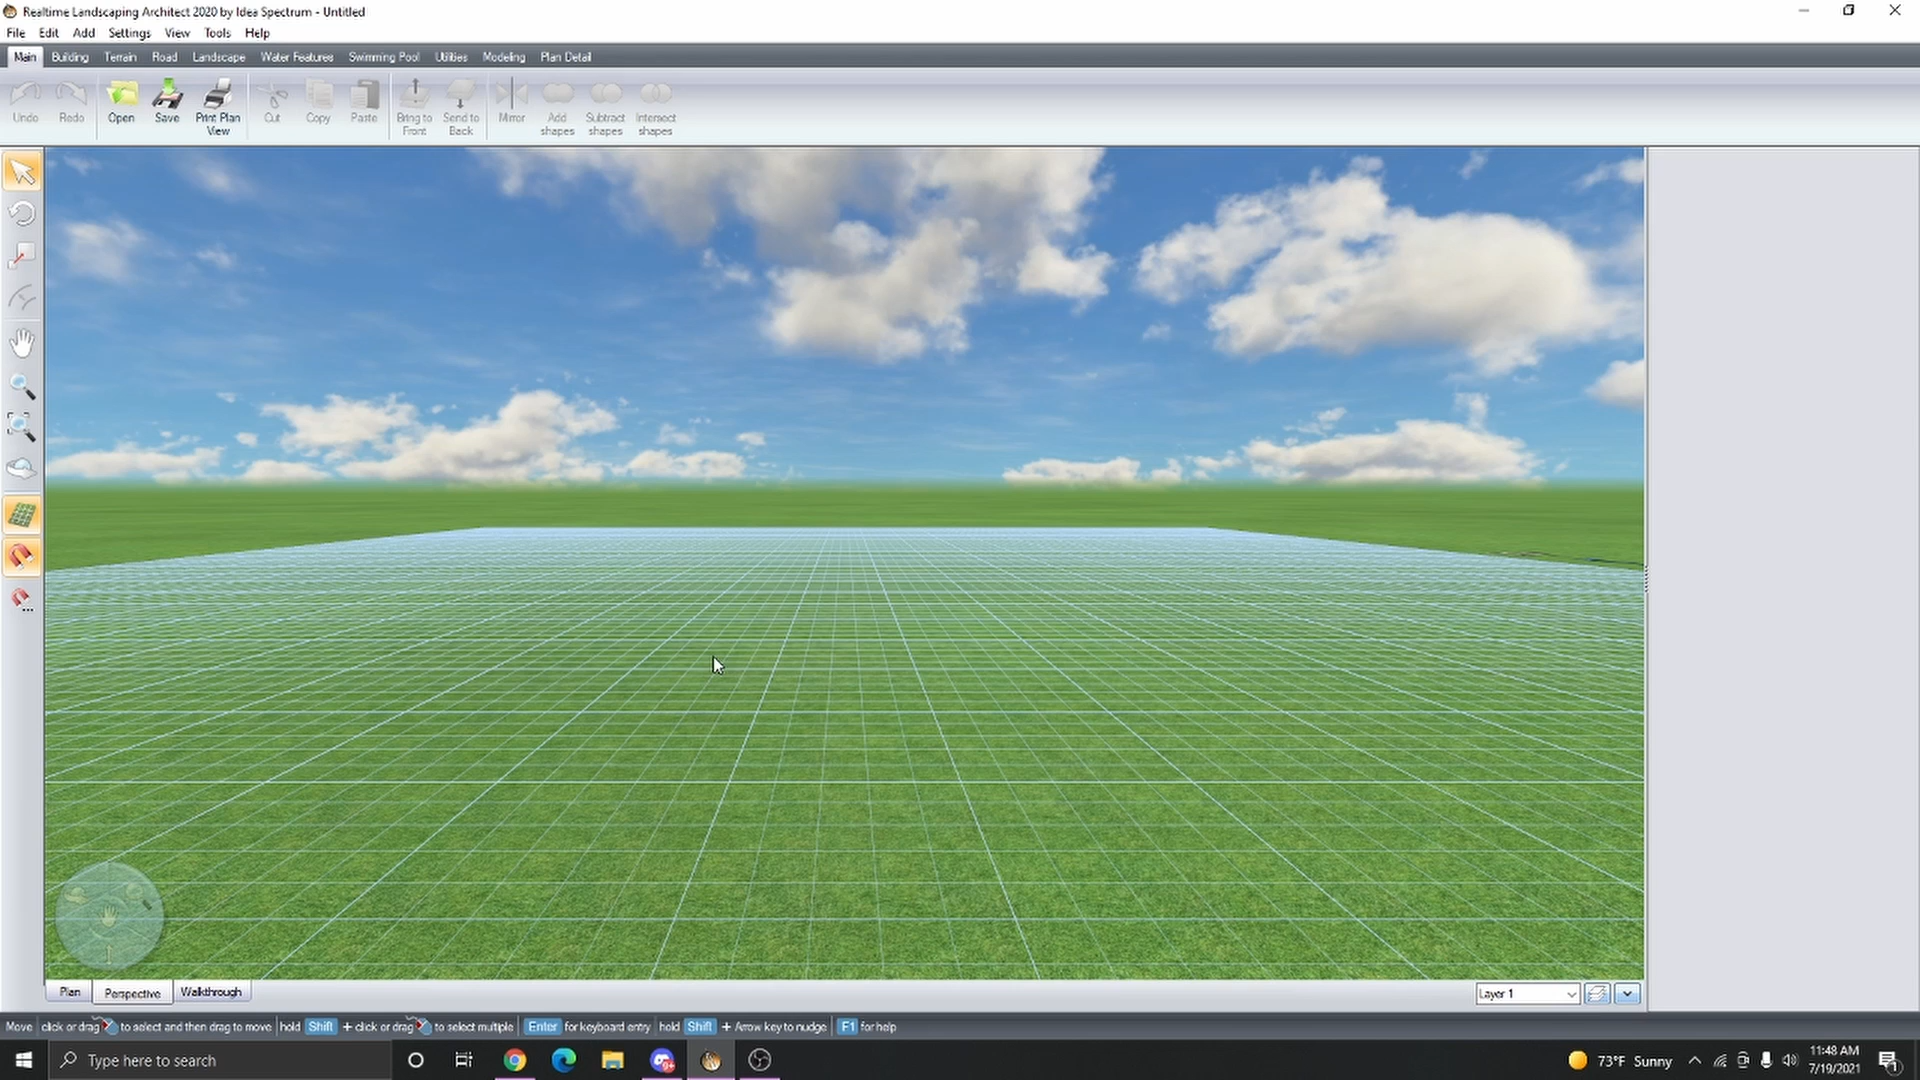 Realtime Landscaping Architect 2020 by Idea Spectrum - Untitled
File Edit Add Settings View Tools Help
Main Building Terrain Road Landscape Water Features Swimming Pool Utilities Modeling Plan Detail
Undo Redo Open Save Print Plan View Cut Copy Paste Bring to Front Send to Back Mirror Add shapes Subtract shapes Intersect shapes
Plan Perspective Walkthrough
Layer 1
Move click or drag to select and then drag to move hold Shift + click or drag to select multiple Enter for keyboard entry hold Shift + Arrow key to nudge F1 for help
Type here to search
9+
73°F Sunny
11:48 AM
7/19/2021
1